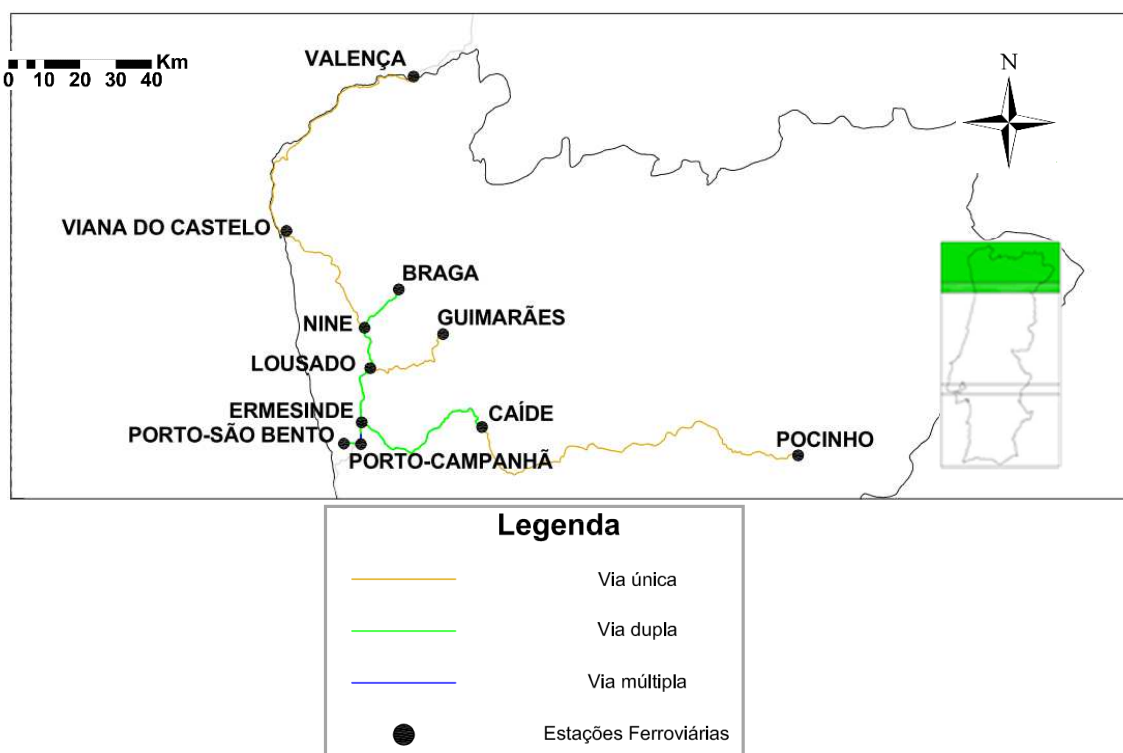 VALENÇA
Km
0 10 20 30 40
N
VIANA DO CASTELO
BRAGA
NINE
GUIMARÃES
LOUSADO
ERMESINDE
CAÍDE
PORTO-SÃO BENTO
POCINHO
PORTO-CAMPANHÃ
Legenda
Via única
Via dupla
Via múltipla
Estações Ferroviárias